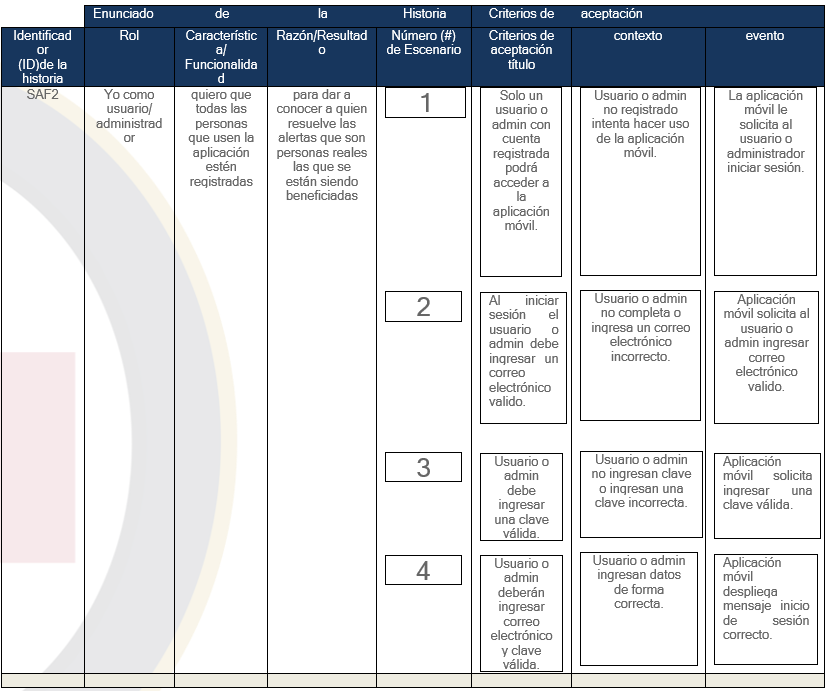 Enunciado de la Historia
Criterios de aceptación
Identificad
or
(ID)de la
historia
Rol
Característic
a/
Funcionalida
d
Razón/Resultad
o
Número (#)
de Escenario
Criterios de
aceptación
título
contexto
evento
SAF2
Yo como
usuario/
administrad
or
quiero que
todas las
personas
que usen la
aplicación
estén
registradas
para dar a
conocer a quien
resuelve las
alertas que son
personas reales
las que se
están siendo
beneficiadas
1
Solo un
usuario o
admin con
cuenta
registrada
podrá
acceder a
la
aplicación
móvil.
Usuario o admin
no registrado
intenta hacer uso
de la aplicación
móvil.
La aplicación
móvil le
solicita al
usuario o
administrador
iniciar sesión.
2
Al iniciar
sesión el
usuario o
admin debe
ingresar un
correo
electrónico
valido.
Usuario o admin
no completa o
ingresa un correo
electrónico
incorrecto.
Aplicación
móvil solicita al
usuario o
admin ingresar
correo
electrónico
valido.
3
Usuario o
admin
debe
ingresar
una clave
válida.
Usuario o admin
no ingresan clave
o ingresan una
clave incorrecta.
Aplicación
móvil solicita
ingresar una
clave válida.
4
Usuario o
admin
deberán
ingresar
correo
electrónico
y clave
válida.
Usuario o admin
ingresan datos
de forma
correcta.
Aplicación
móvil
despliega
mensaje inicio
de sesión
correcto.